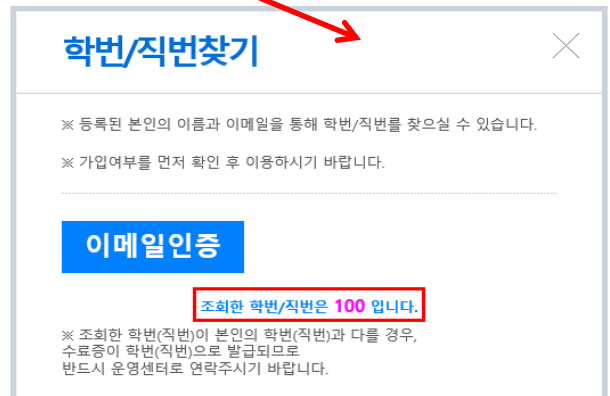 학번/직번찾기
※ 등록된 본인의 이름과 이메일을 통해 학번/직번를 찾으실 수 있습니다.
※ 가입여부를 먼저 확인 후 이용하시기 바랍니다.
이메일인증
조회한 학번/직번은 100 입니다.
※ 조회한 학번(직번)이 본인의 학번(직번)과 다를 경우,
수료증이 학번(직번)으로 발급되므로
반드시 운영센터로 연락주시기 바랍니다.